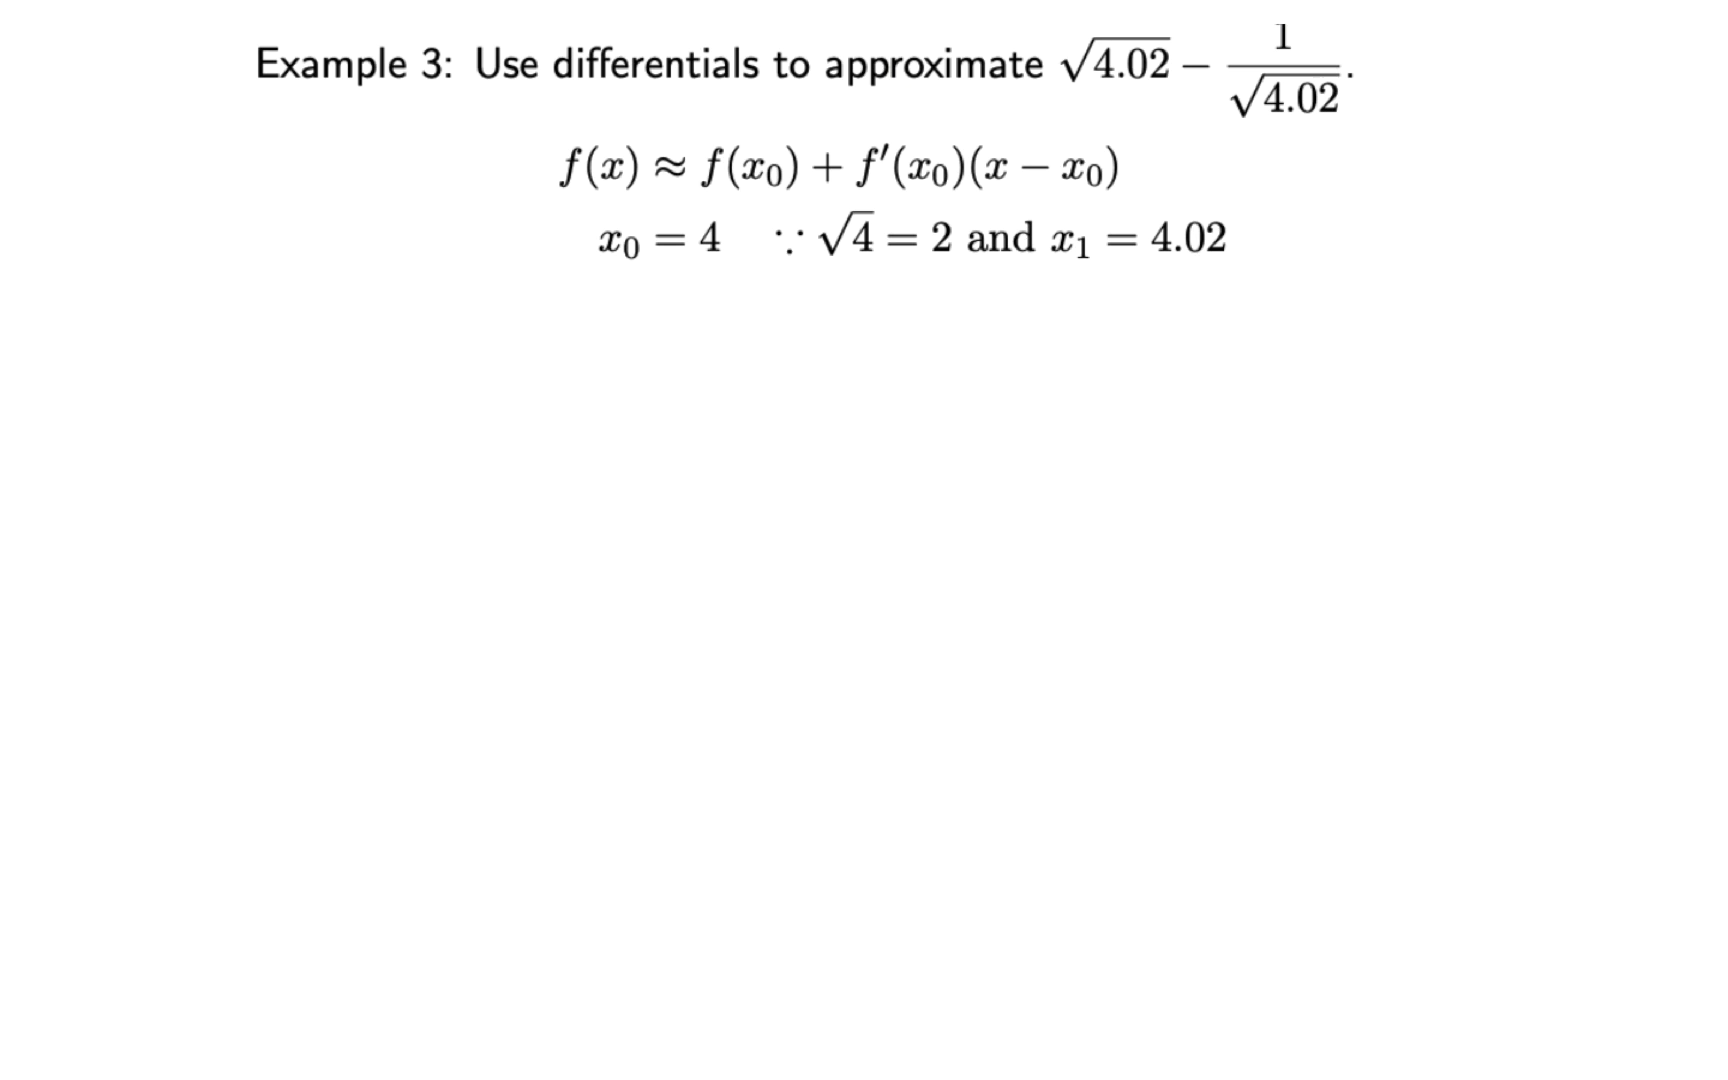 Example 3: Use differentials to approximate √4.02 − 1/√4.02.
f(x) ≈ f(x₀) + f′(x₀)(x − x₀)
x₀ = 4 ∵ √4 = 2 and x₁ = 4.02